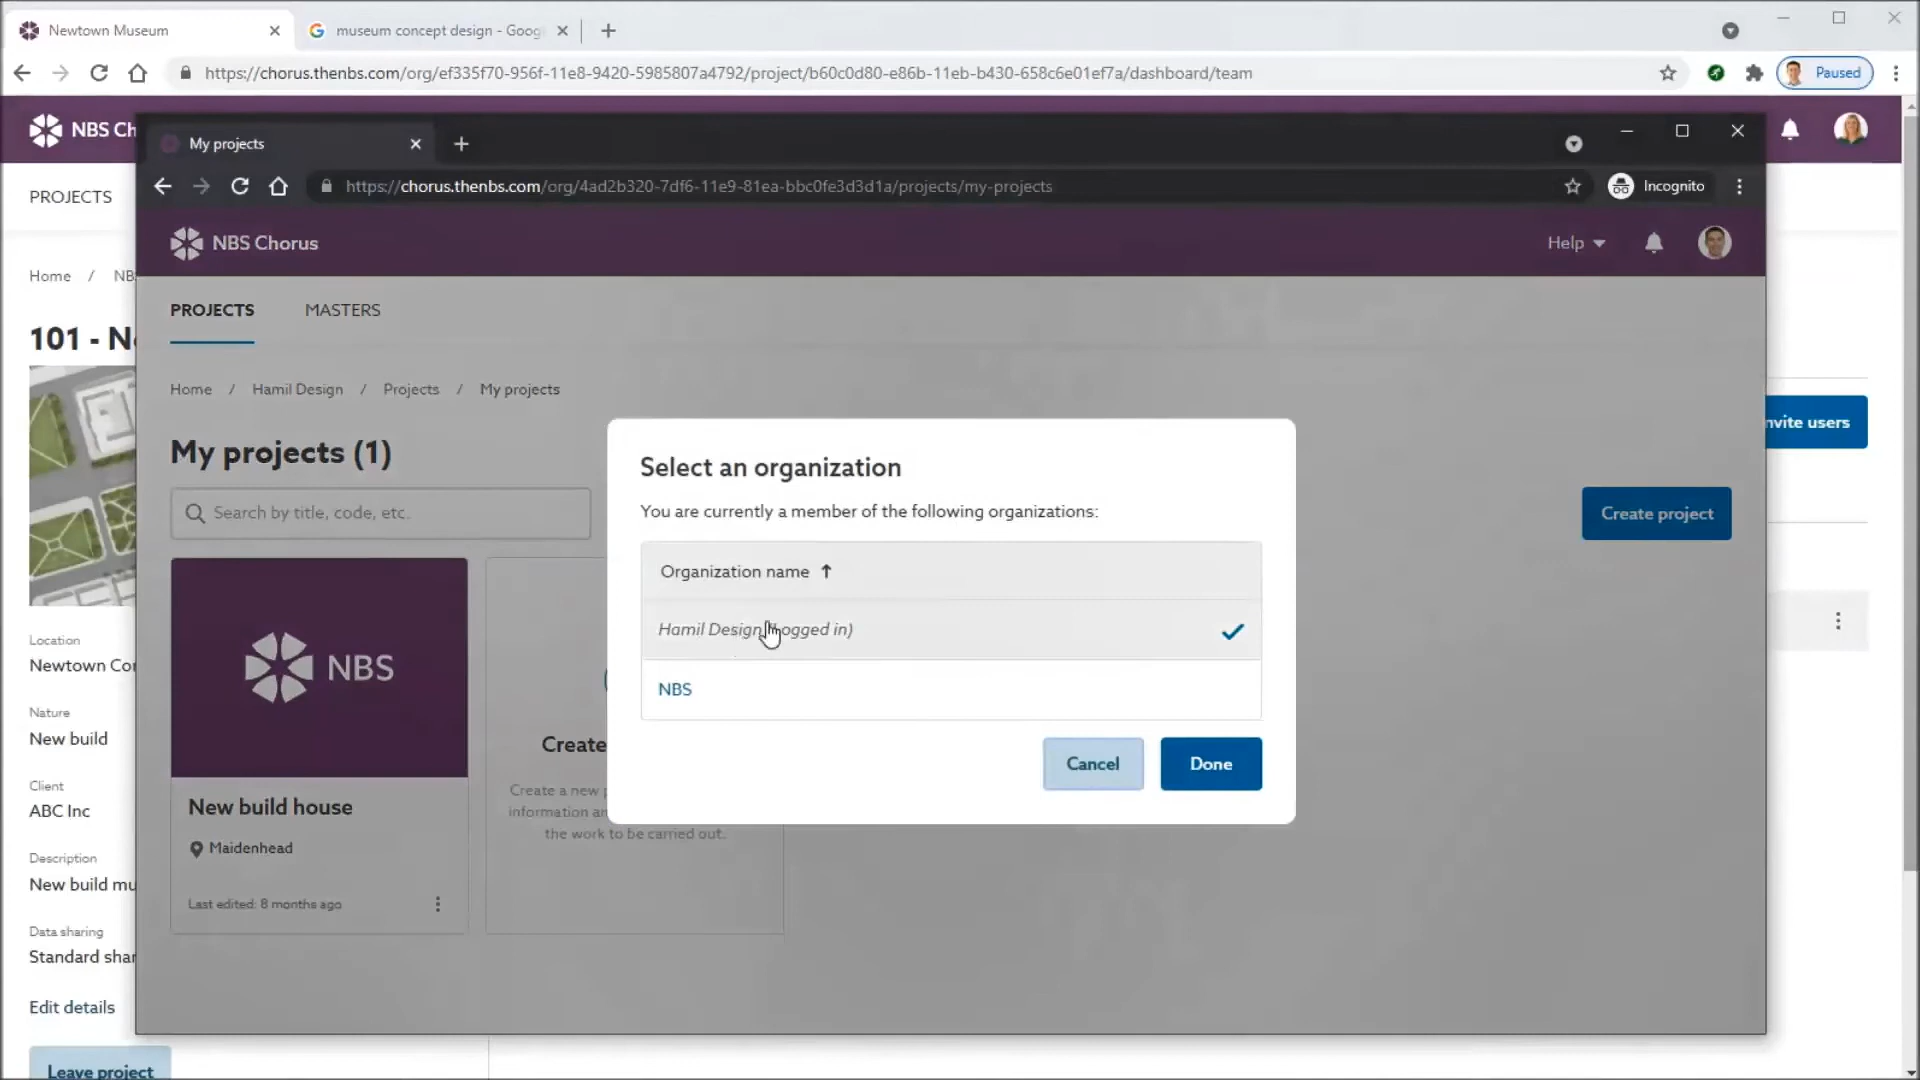 Newtown Museum
museum concept design - Goog
https://chorus.thenbs.com/org/ef335f70-956f-11e8-9420-5985807a4792/project/b60c0d80-e86b-11eb-b430-658c6e01ef7a/dashboard/team
Paused
NBS Ch
My projects
https://chorus.thenbs.com/org/4ad2b320-7df6-11e9-81ea-bbc0fe3d3d1a/projects/my-projects
Incognito
PROJECTS
NBS Chorus
Help
Home / NB
PROJECTS
MASTERS
101 - N
Home / Hamil Design / Projects / My projects
nvite users
My projects (1)
Search by title, code, etc.
Create project
Select an organization
You are currently a member of the following organizations:
Organization name
Hamil Design (logged in)
NBS
Cancel
Done
NBS
New build house
Maidenhead
Last edited: 8 months ago
Create
Create a new p
information an
the work to be carried out.
Location
Newtown Cor
Nature
New build
Client
ABC Inc
Description
New build mu
Data sharing
Standard shar
Edit details
Leave project